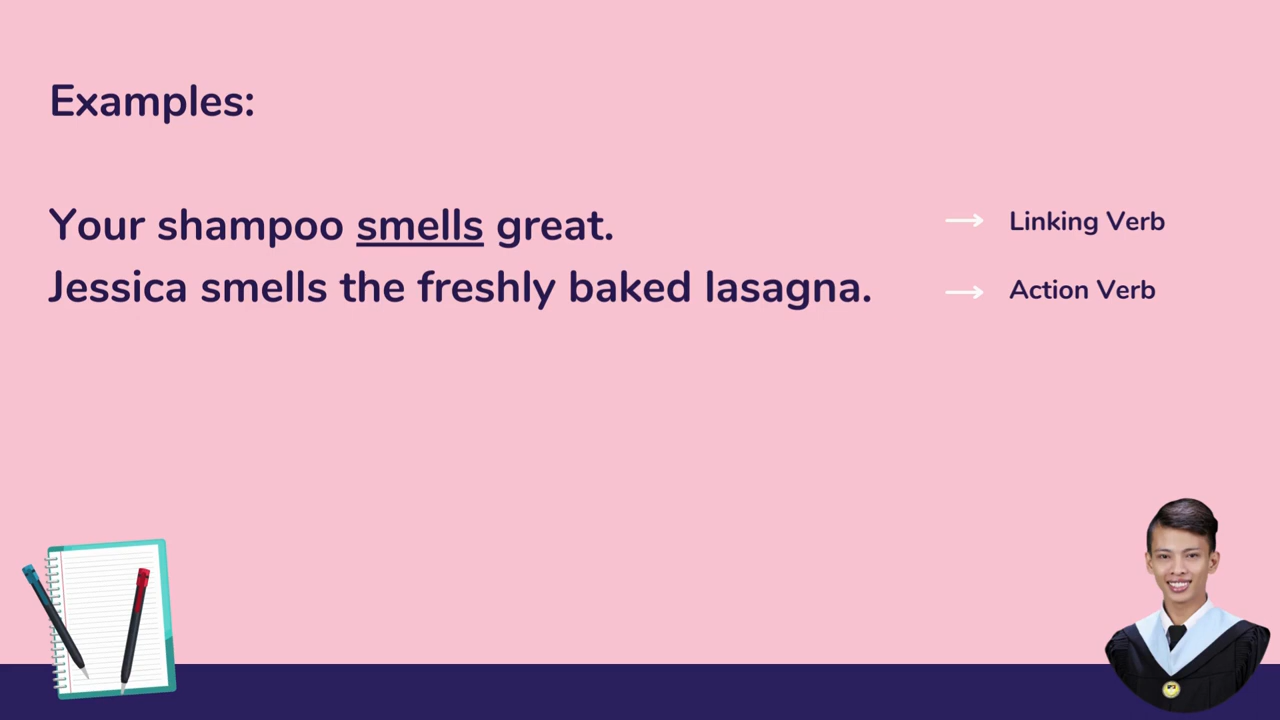 Examples:
Your shampoo smells great.
Linking Verb
Jessica smells the freshly baked lasagna.
Action Verb